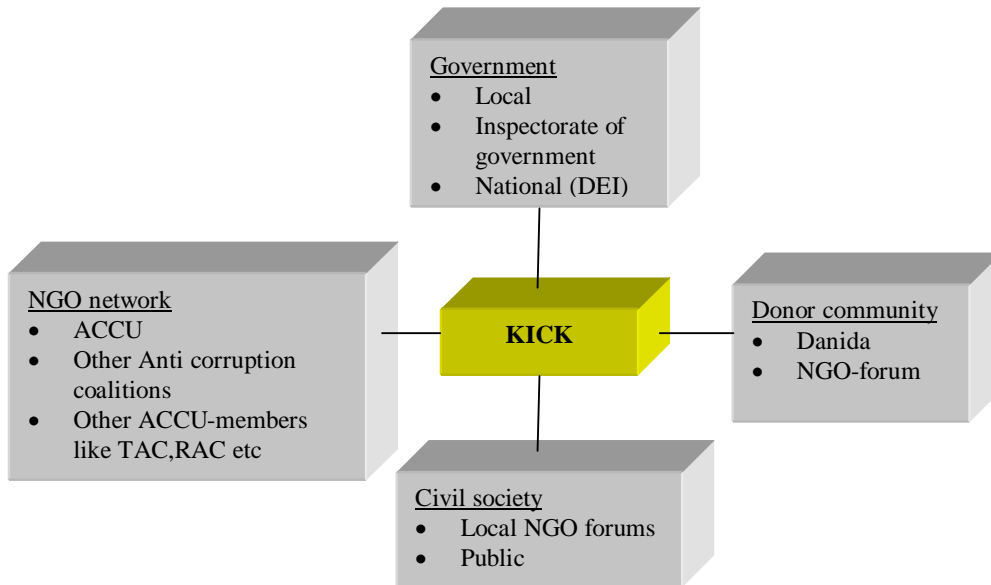 Government
• Local
• Inspectorate of
government
• National (DEI)
NGO network
• ACCU
• Other Anti corruption
coalitions
• Other ACCU-members
like TAC,RAC etc
KICK
Donor community
• Danida
• NGO-forum
Civil society
• Local NGO forums
• Public